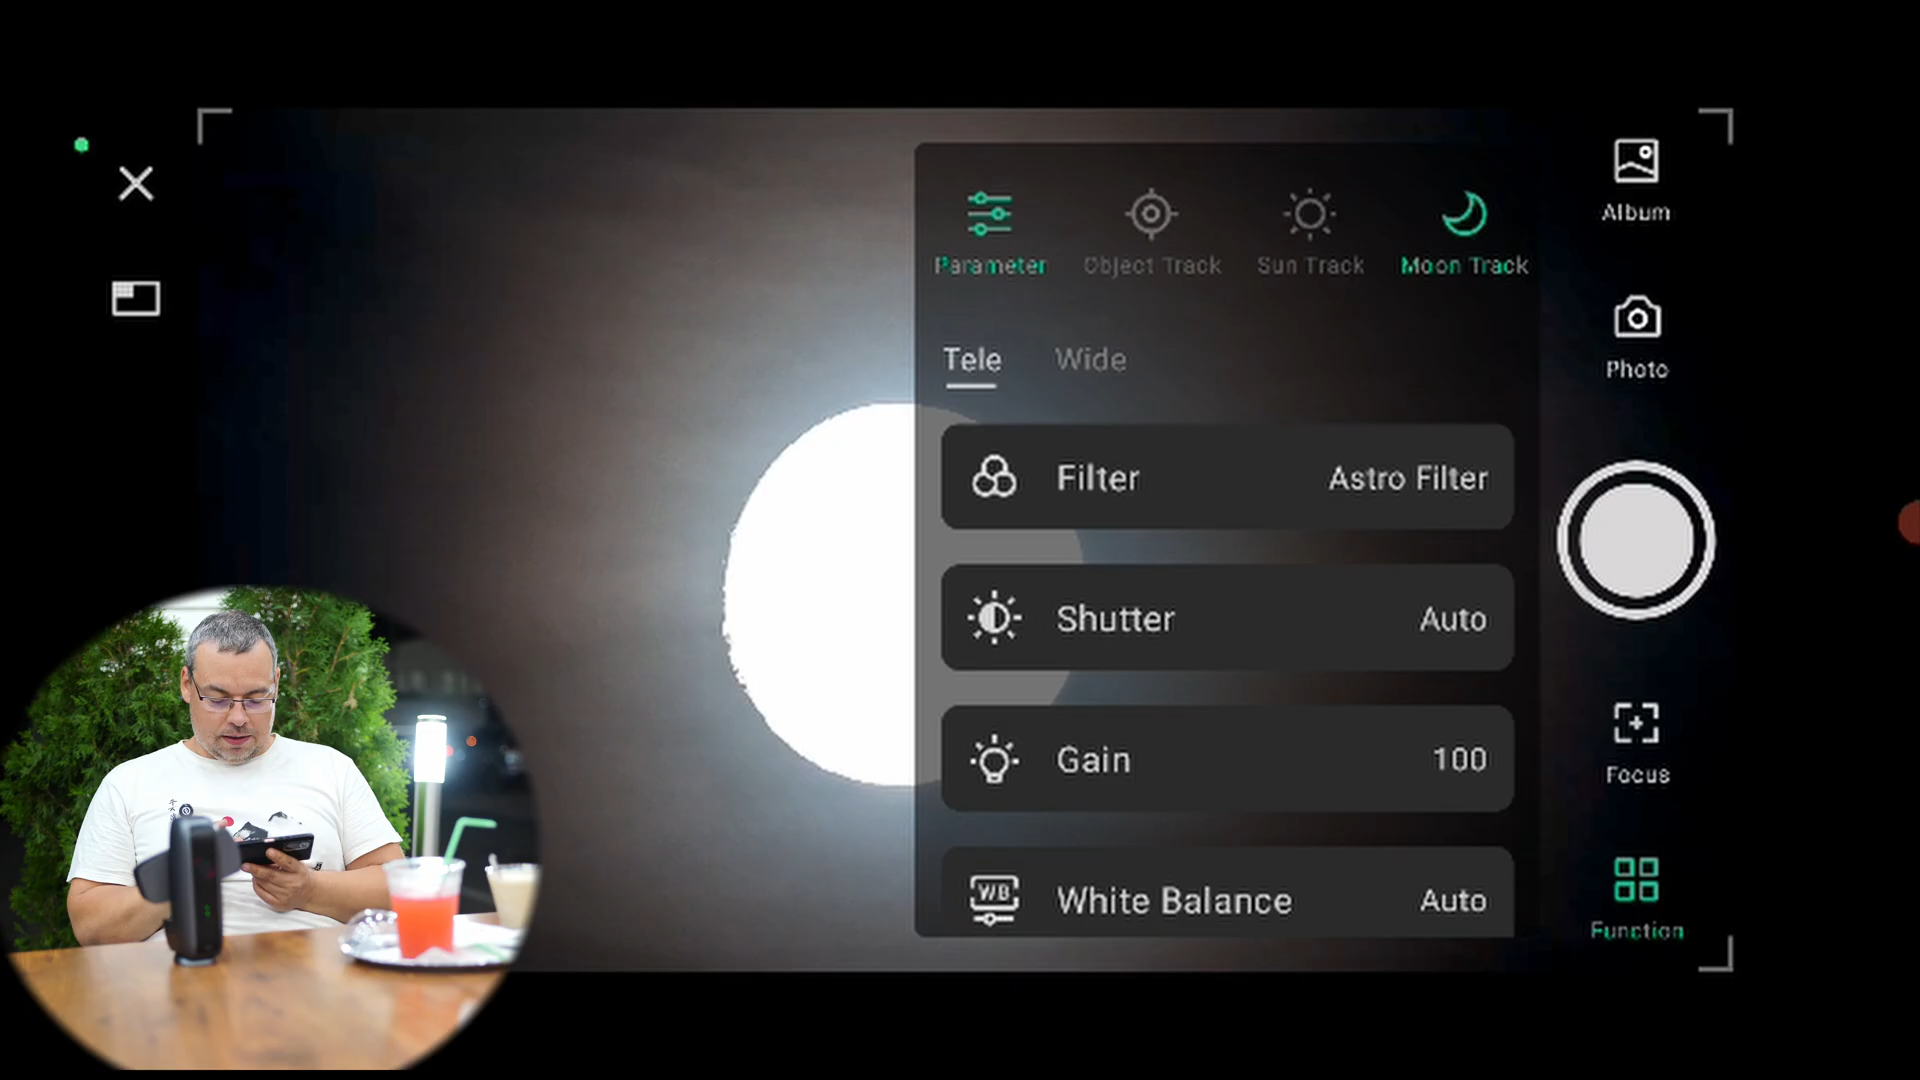 Parameter
Object Track
Sun Track
Moon Track
Tele
Wide
Filter
Astro Filter
Shutter
Auto
Gain
100
WB
White Balance
Auto
Album
Photo
Focus
Function